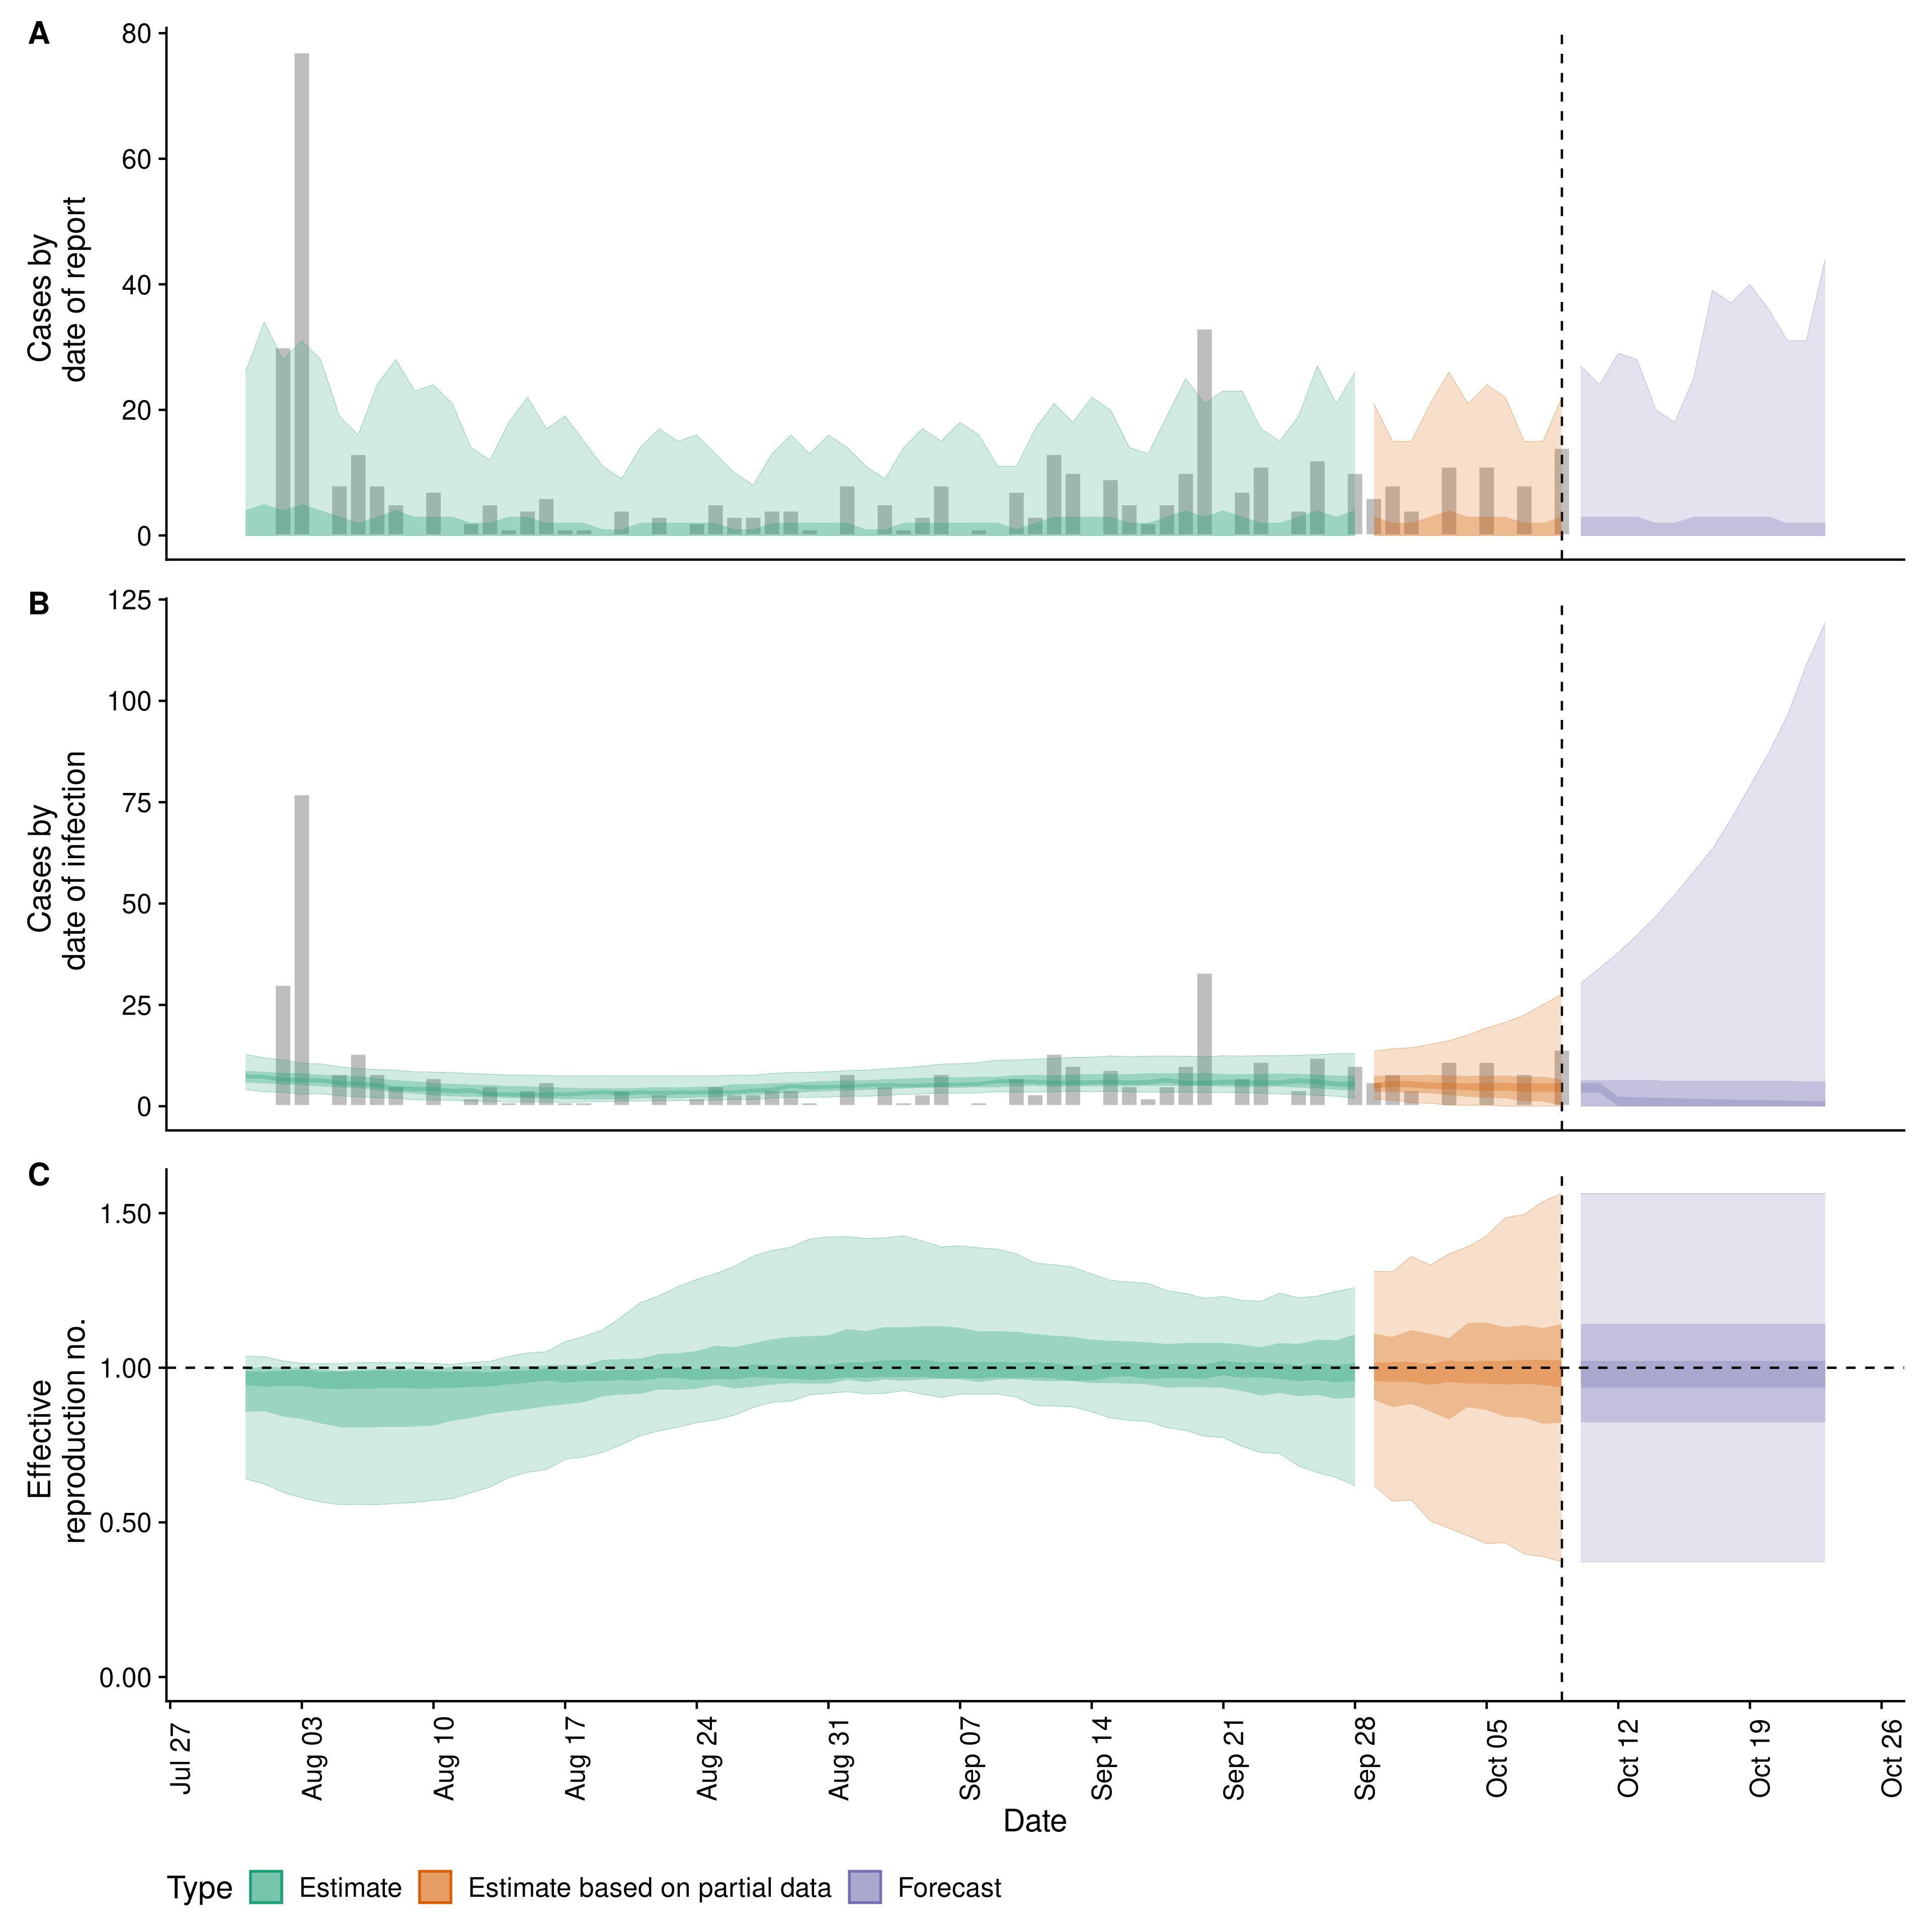 A
Cases by
date of report
80
60
40
20
0
B
Cases by
date of infection
125
100
75
50
25
0
C
Effective
reproduction no.
1.50
1.00
0.50
0.00
Jul 27
Aug 03
Aug 10
Aug 17
Aug 24
Aug 31
Sep 07
Sep 14
Sep 21
Sep 28
Oct 05
Oct 12
Oct 19
Oct 26
Date
Type Estimate Estimate based on partial data Forecast